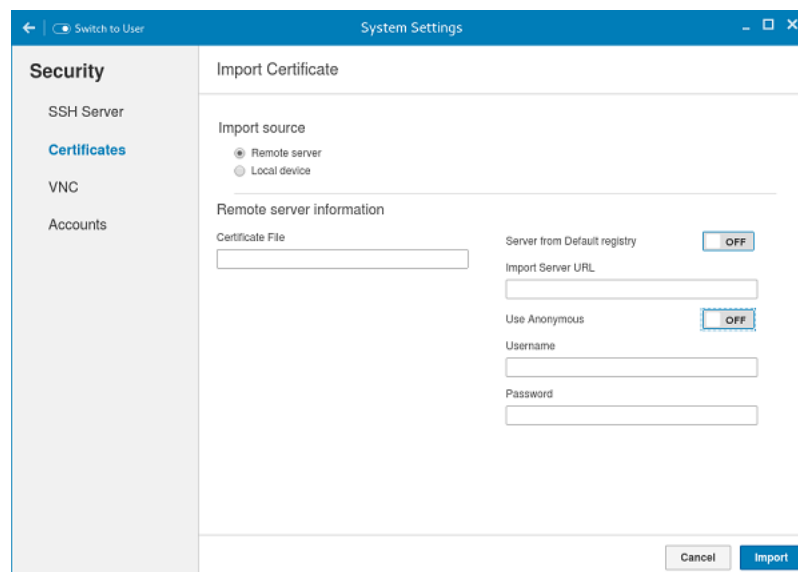 Switch to User
System Settings
Security
SSH Server
Certificates
VNC
Accounts
Import Certificate
Import source
Remote server
Local device
Remote server information
Certificate File
Server from Default registry
OFF
Import Server URL
Use Anonymous
OFF
Username
Password
Cancel
Import